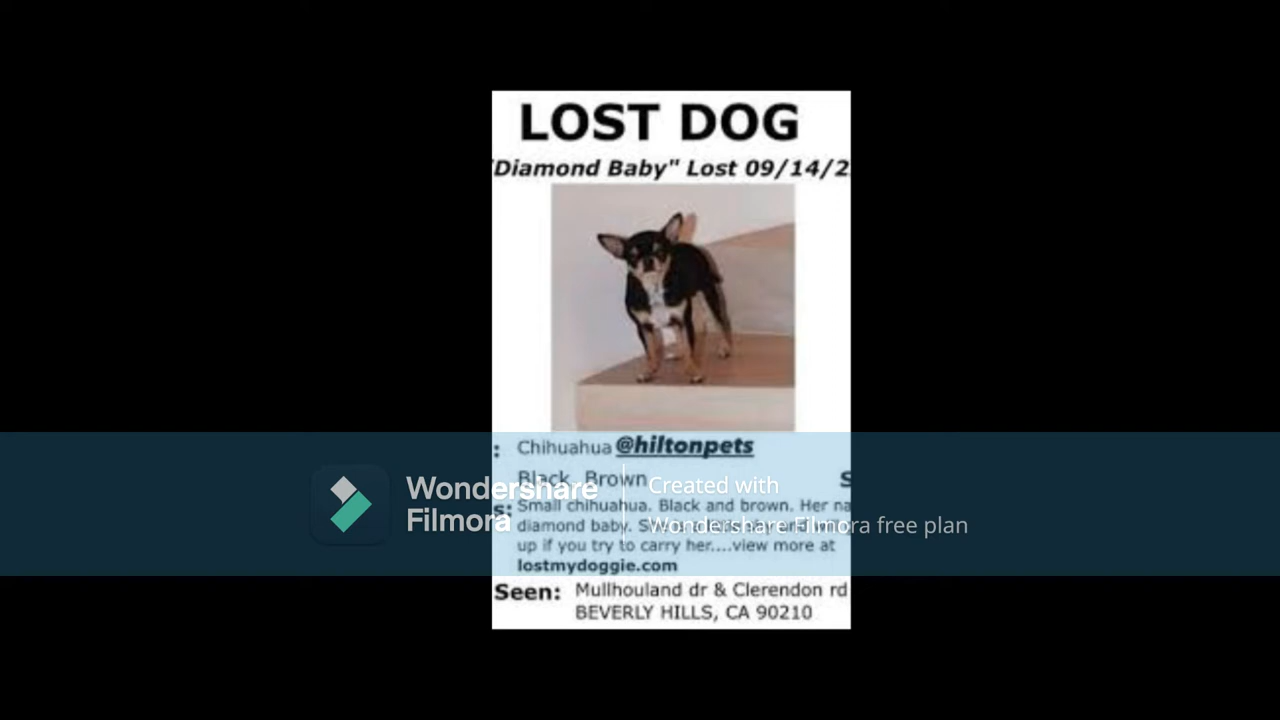 LOST DOG
"Diamond Baby" Lost 09/14/2
: Chihuahua @hiltonpets
Black, Brown S
s: Small chihuahua. Black and brown. Her na
diamond baby.
up if you try to carry her....view more at
lostmydoggie.com
Seen: Mullhouland dr & Clerendon rd
BEVERLY HILLS, CA 90210
Wondershare
Filmora
Created with
Wondershare Filmora free plan